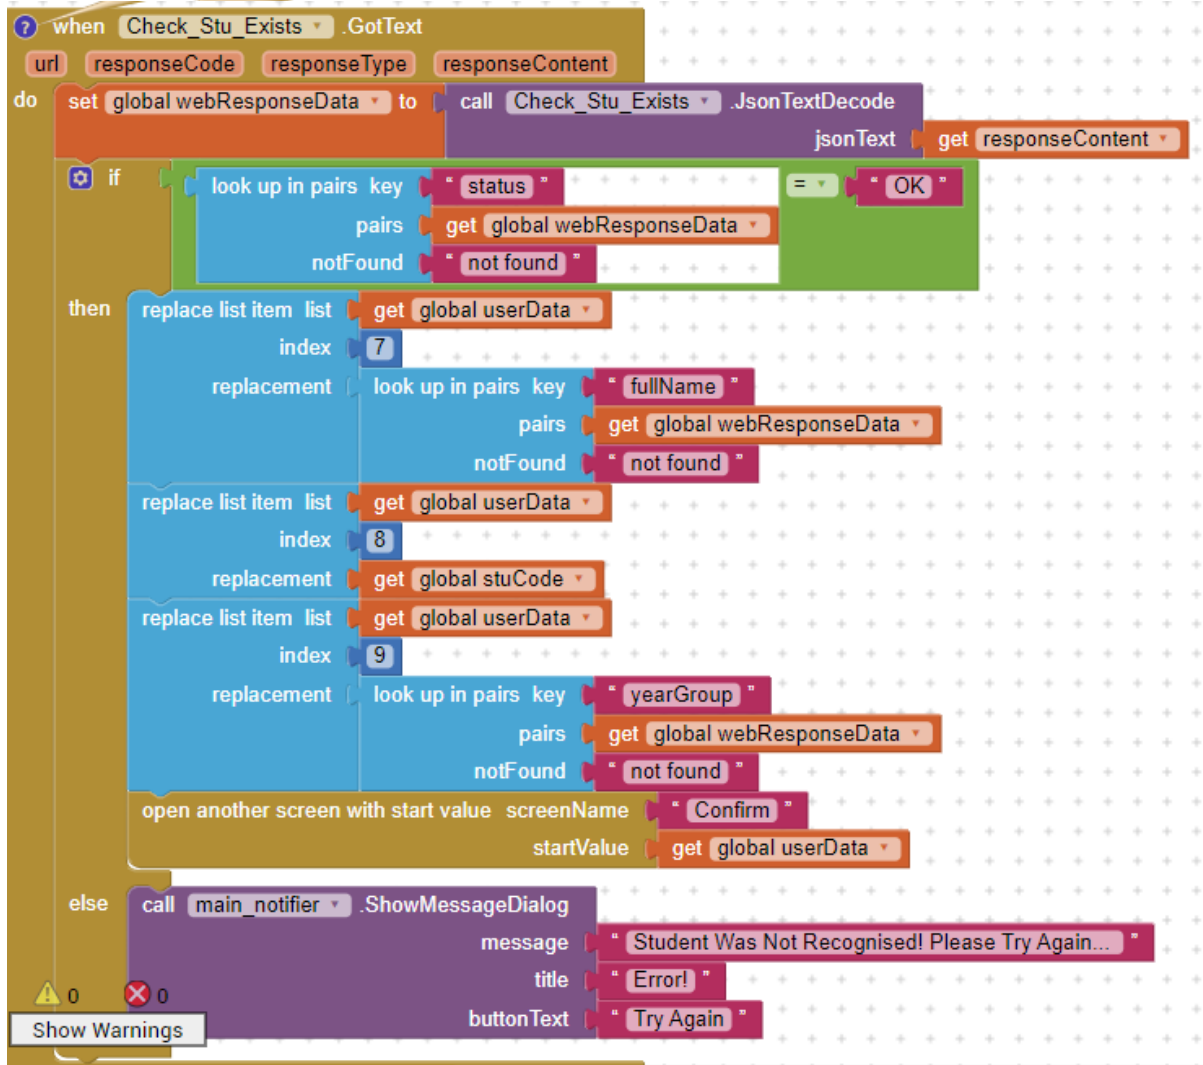 ? when Check_Stu_Exists .GotText
url responseCode responseType responseContent
do set global webResponseData to call Check_Stu_Exists .JsonTextDecode
jsonText get responseContent
if look up in pairs key " status " = " OK "
pairs get global webResponseData
notFound " not found "
then replace list item list get global userData
index 7
replacement look up in pairs key " fullName "
pairs get global webResponseData
notFound " not found "
replace list item list get global userData
index 8
replacement get global stuCode
replace list item list get global userData
index 9
replacement look up in pairs key " yearGroup "
pairs get global webResponseData
notFound " not found "
open another screen with start value screenName " Confirm "
startValue get global userData
else call main_notifier .ShowMessageDialog
message " Student Was Not Recognised! Please Try Again... "
title " Error! "
0 0
buttonText " Try Again "
Show Warnings